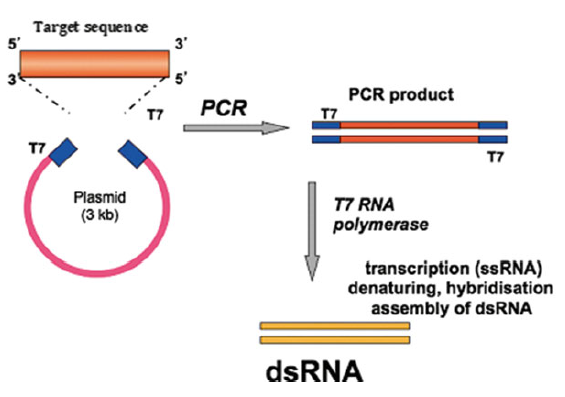 Target sequence
5' 3'
3' 5'
T7
T7
Plasmid
(3 kb)
PCR
PCR product
T7
T7
T7 RNA
polymerase
transcription (ssRNA)
denaturing, hybridisation
assembly of dsRNA
dsRNA